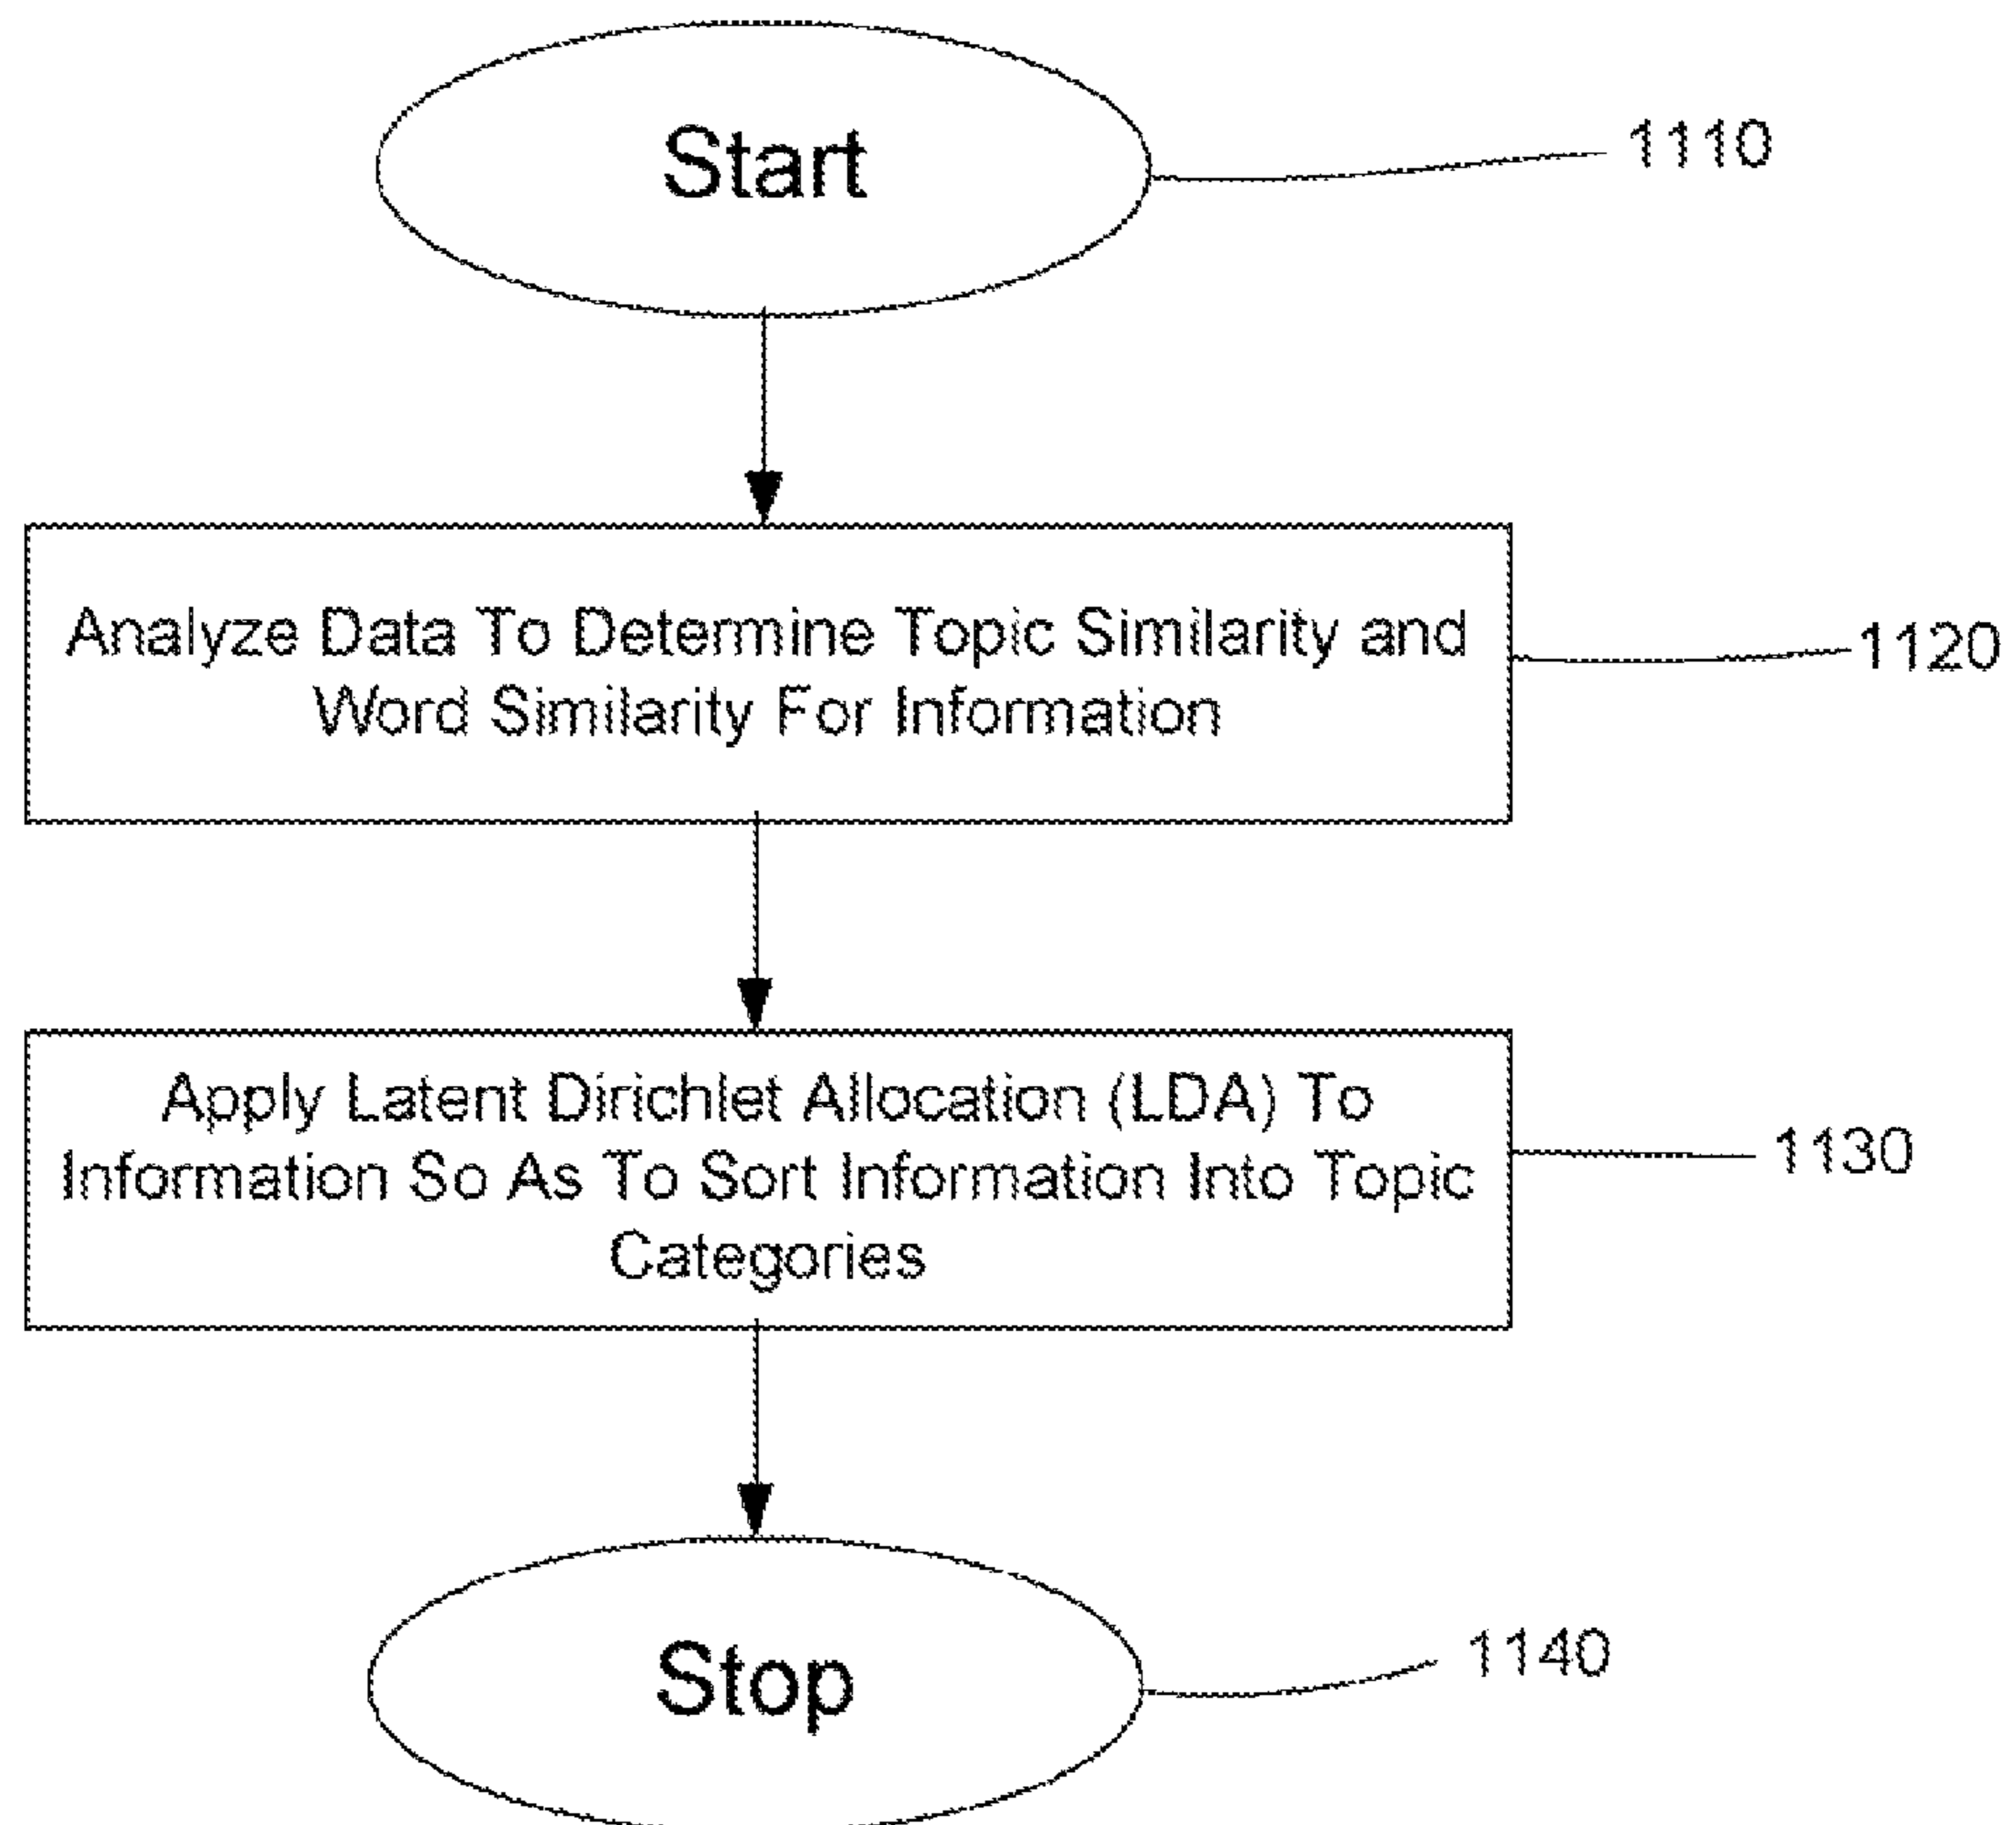 Start
1110
Analyze Data To Determine Topic Similarity and
Word Similarity For Information
1120
Apply Latent Dirichlet Allocation (LDA) To
Information So As To Sort Information Into Topic
Categories
1130
Stop
1140